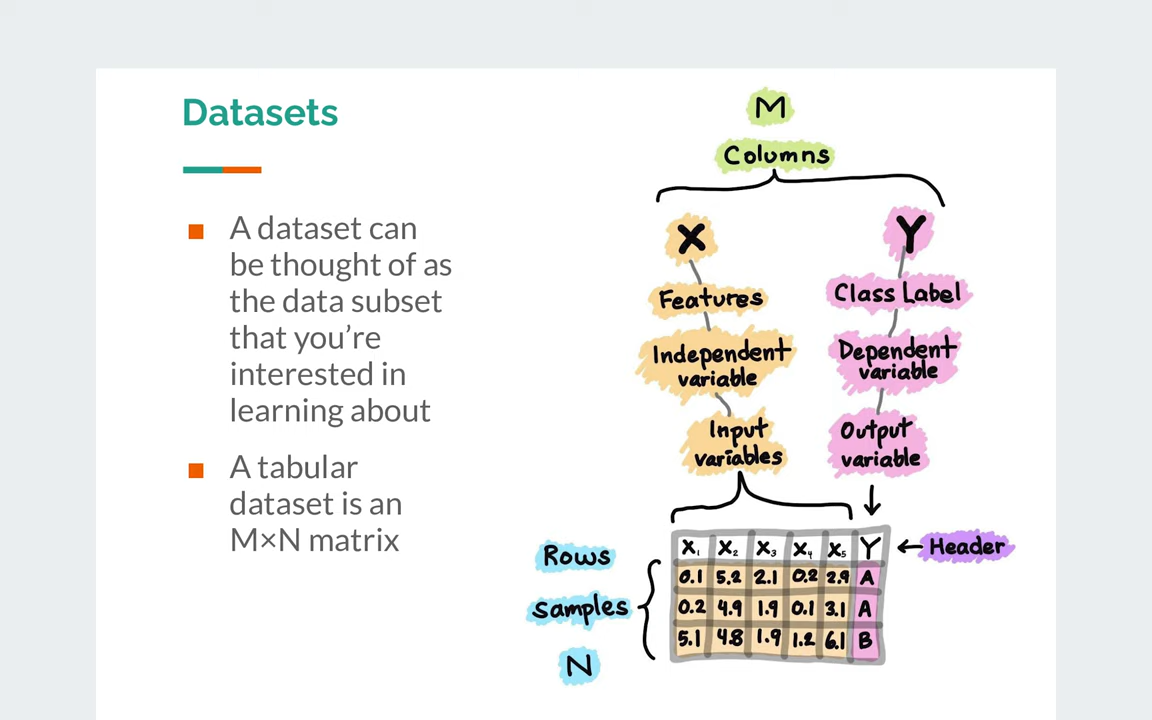 Datasets
A dataset can
be thought of as
the data subset
that you're
interested in
learning about
A tabular
dataset is an
M×N matrix
M
Columns
X
Y
Features
Class Label
Independent
variable
Dependent
variable
Input
variables
Output
variable
Rows
Samples
N
X₁ X₂ X₃ X₄ X₅ Y
← Header
0.1 5.2 2.1 0.2 2.9 A
0.2 4.9 1.9 0.1 3.1 A
5.1 4.8 1.9 1.2 6.1 B